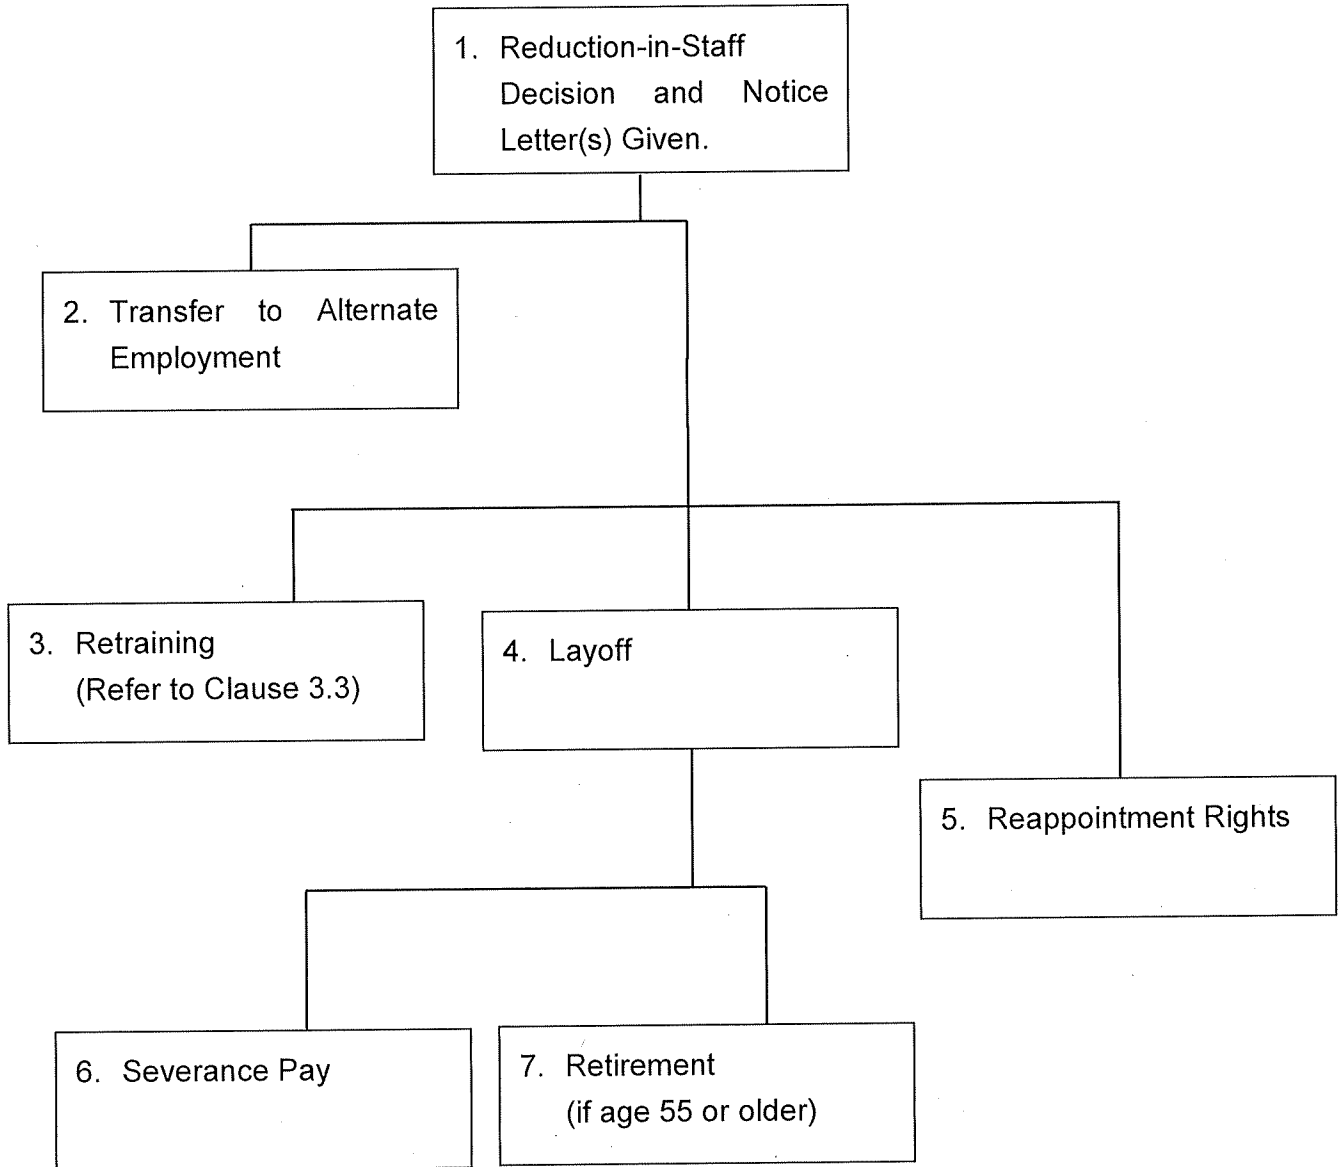 1. Reduction-in-Staff
Decision and Notice
Letter(s) Given.
2. Transfer to Alternate
Employment
3. Retraining
(Refer to Clause 3.3)
4. Layoff
5. Reappointment Rights
6. Severance Pay
7. Retirement
(if age 55 or older)